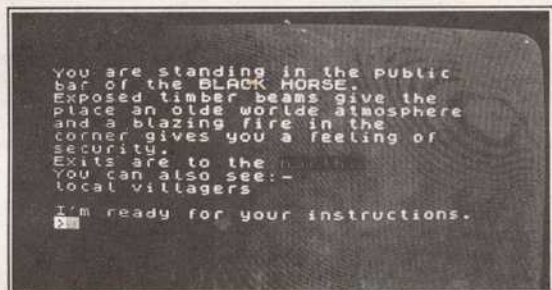 You are standing in the public
bar of the BLACK HORSE.
Exposed timber beams give the
place an olde worlde atmosphere
and a blazing fire in the
corner gives you a feeling of
security.
Exits are to the
You can also see:-
local villagers
I'm ready for your instructions.
>